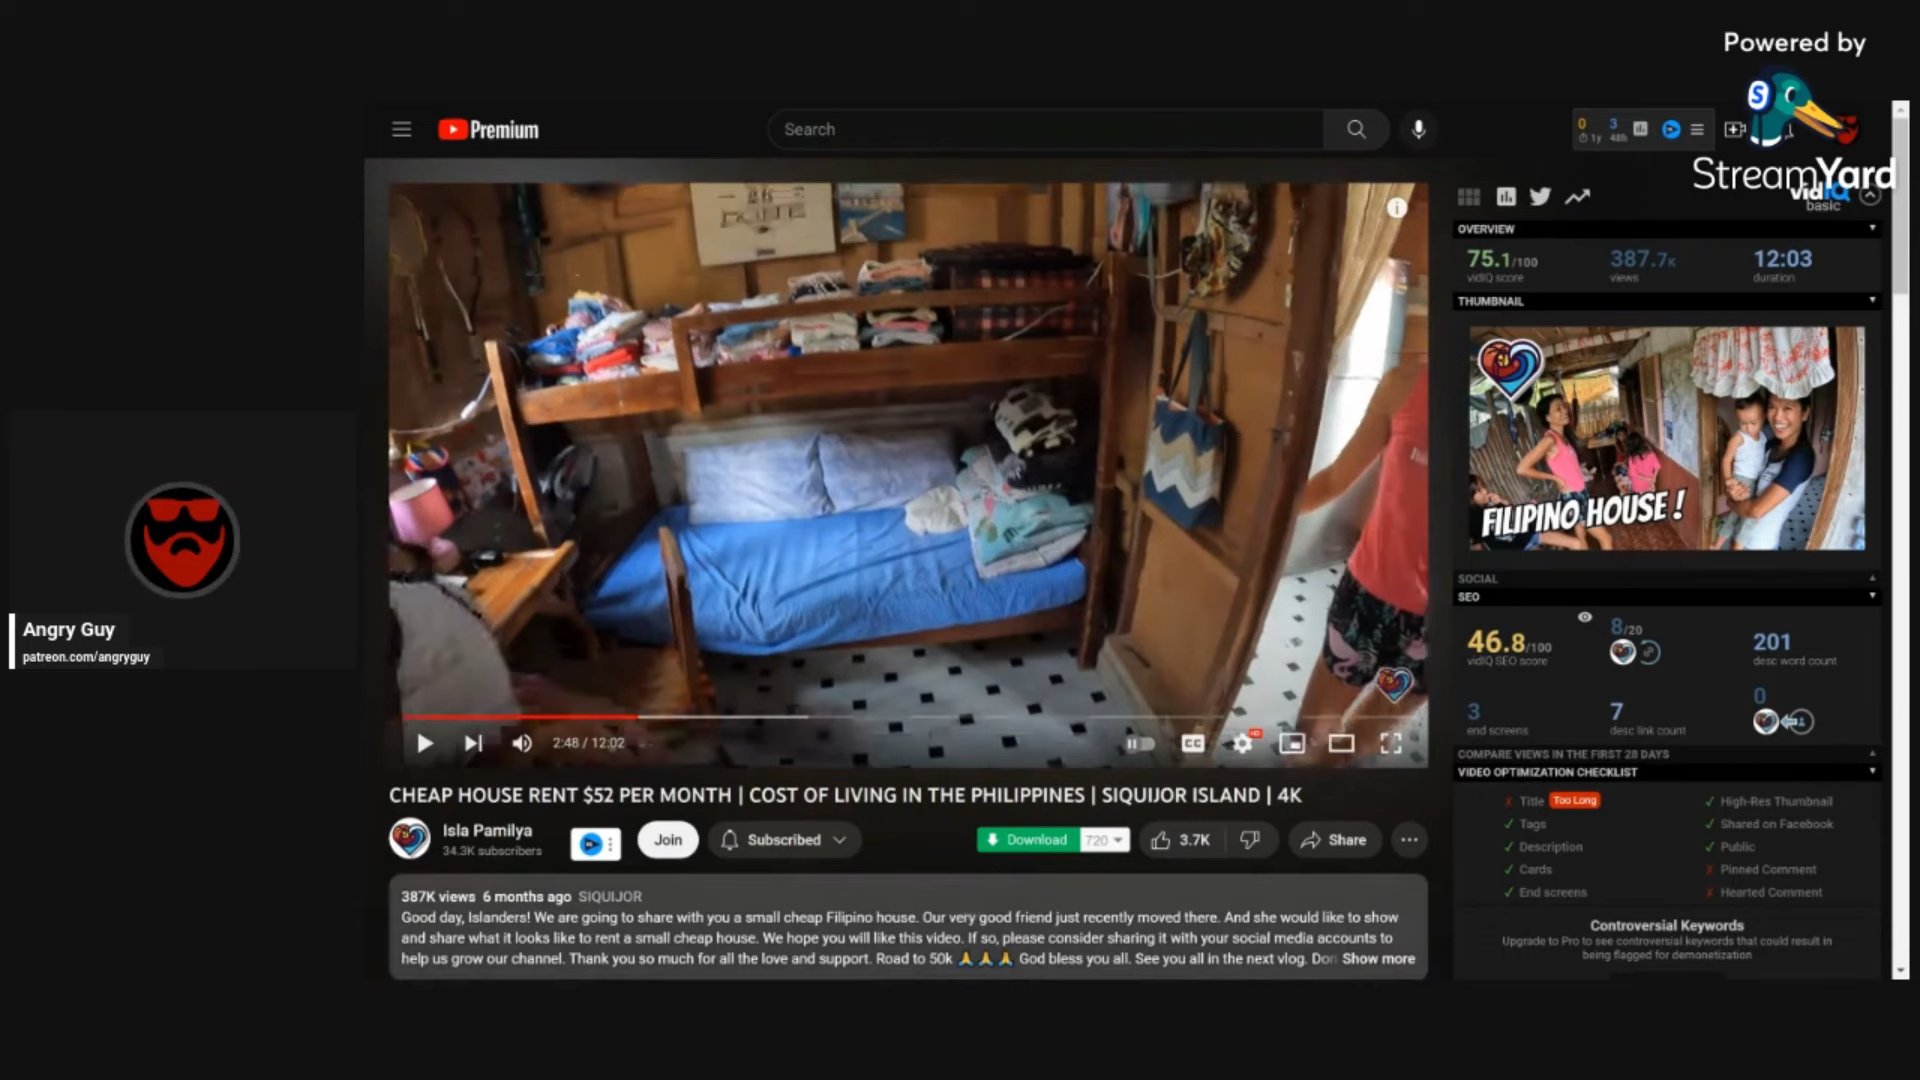 Powered by
StreamYard
Premium
Search
0
1y
3
48h
vidIQ
basic
OVERVIEW
75.1/100
vidIQ score
387.7K
views
12:03
duration
THUMBNAIL
FILIPINO HOUSE !
SOCIAL
SEO
46.8/100
vidIQ SEO score
8/20
201
desc word count
3
end screens
7
desc link count
0
COMPARE VIEWS IN THE FIRST 28 DAYS
VIDEO OPTIMIZATION CHECKLIST
Title Too Long
High-Res Thumbnail
Tags
Shared on Facebook
Description
Public
Cards
Pinned Comment
End screens
Hearted Comment
Controversial Keywords
Upgrade to Pro to see controversial keywords that could result in
being flagged for demonetization
Angry Guy
patreon.com/angryguy
2:48 / 12:02
CC
HD
CHEAP HOUSE RENT $52 PER MONTH | COST OF LIVING IN THE PHILIPPINES | SIQUIJOR ISLAND | 4K
Isla Pamilya
34.3K subscribers
Join
Subscribed
Download 720
3.7K
Share
387K views 6 months ago SIQUIJOR
Good day, Islanders! We are going to share with you a small cheap Filipino house. Our very good friend just recently moved there. And she would like to show
and share what it looks like to rent a small cheap house. We hope you will like this video. If so, please consider sharing it with your social media accounts to
help us grow our channel. Thank you so much for all the love and support. Road to 50k 🙏🙏🙏 God bless you all. See you all in the next vlog. Don Show more